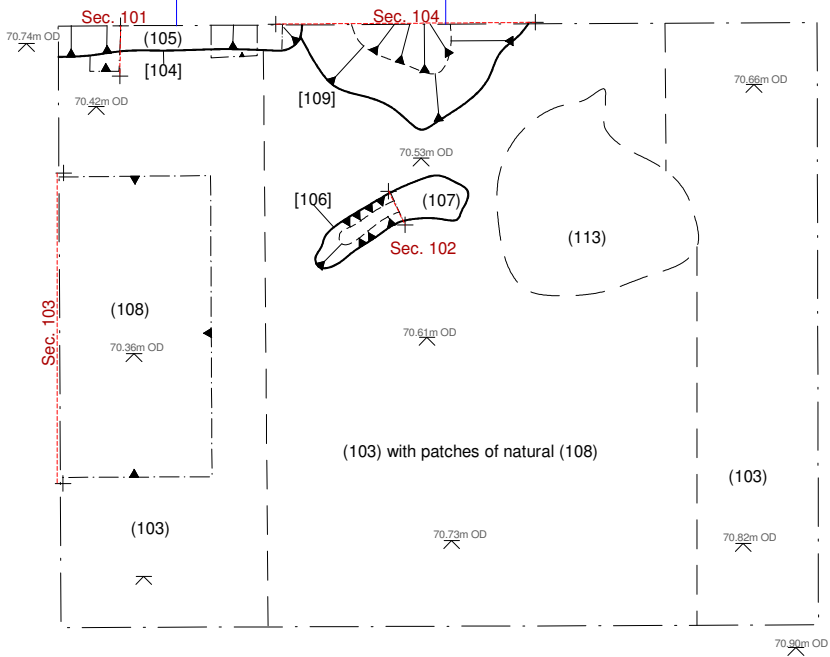 Sec. 101
Sec. 104
70.74m OD
(105)
[104]
70.42m OD
[109]
70.66m OD
70.53m OD
[106]
(107)
Sec. 102
(113)
Sec. 103
(108)
70.36m OD
70.61m OD
(103) with patches of natural (108)
(103)
(103)
70.73m OD
70.82m OD
70.90m OD